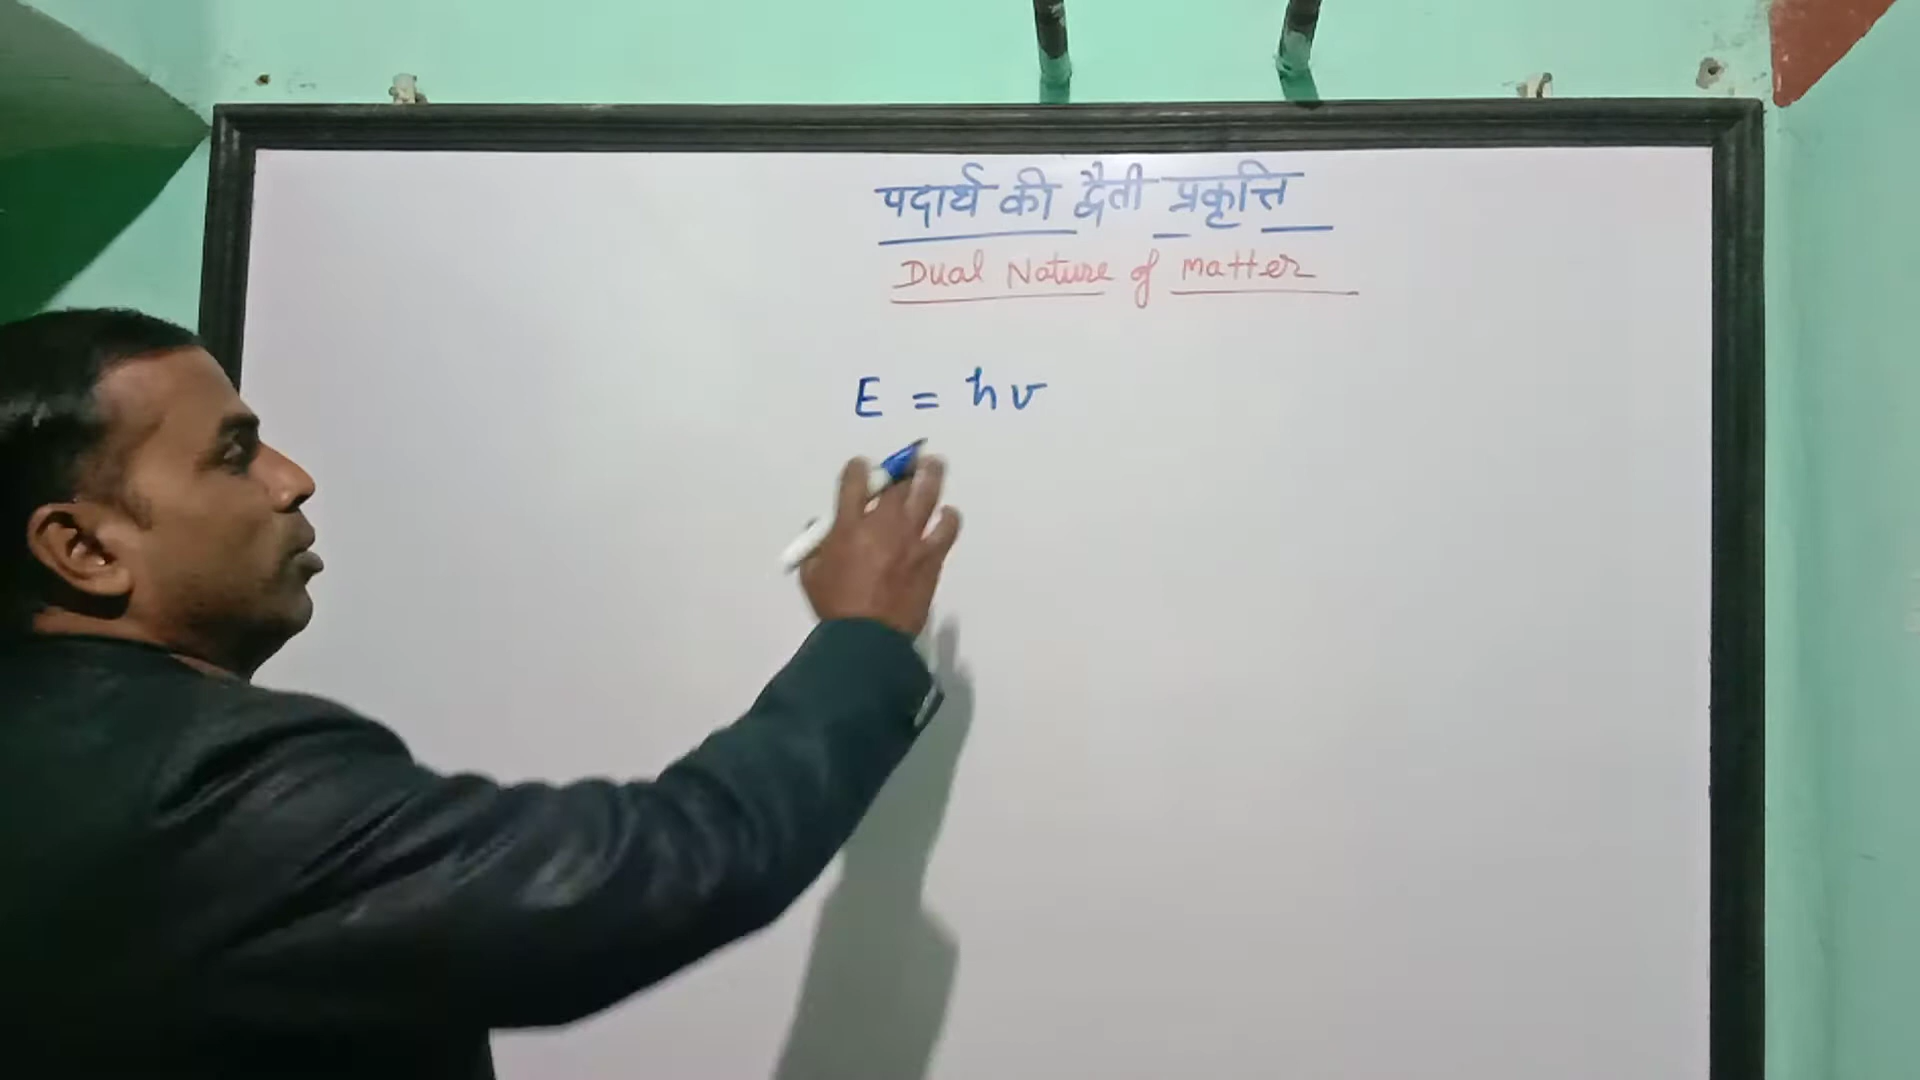 पदार्थ की द्वैती प्रकृत्ति
Dual Nature of matter
E = hν